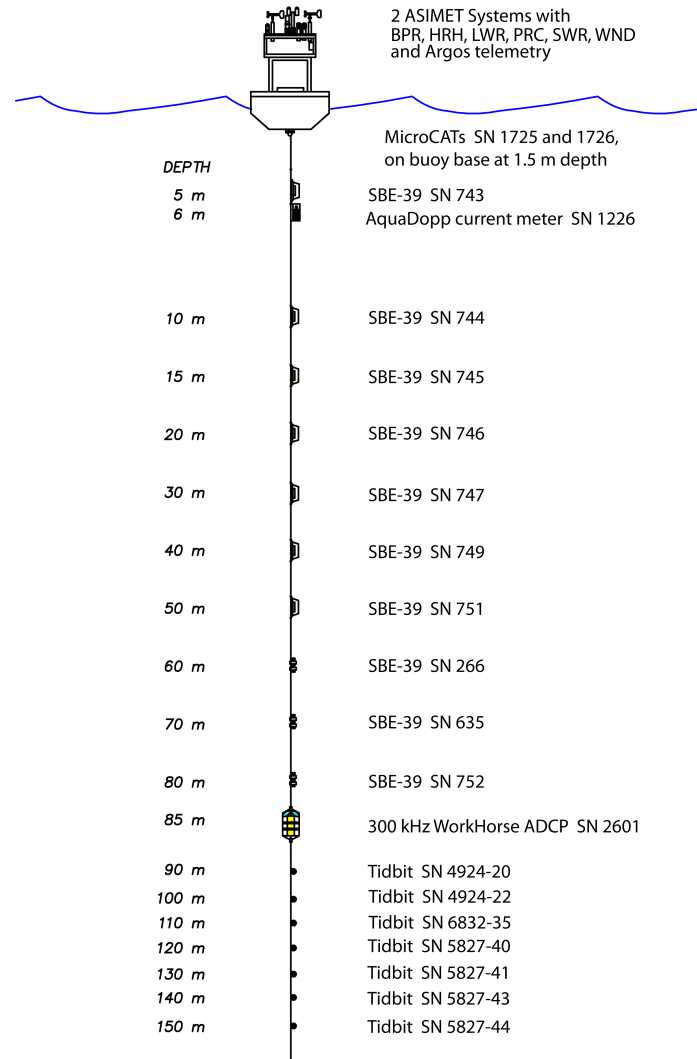 2 ASIMET Systems with
BPR, HRH, LWR, PRC, SWR, WND
and Argos telemetry
MicroCATs SN 1725 and 1726,
on buoy base at 1.5 m depth
DEPTH
5 m SBE-39 SN 743
6 m AquaDopp current meter SN 1226
10 m SBE-39 SN 744
15 m SBE-39 SN 745
20 m SBE-39 SN 746
30 m SBE-39 SN 747
40 m SBE-39 SN 749
50 m SBE-39 SN 751
60 m SBE-39 SN 266
70 m SBE-39 SN 635
80 m SBE-39 SN 752
85 m 300 kHz WorkHorse ADCP SN 2601
90 m Tidbit SN 4924-20
100 m Tidbit SN 4924-22
110 m Tidbit SN 6832-35
120 m Tidbit SN 5827-40
130 m Tidbit SN 5827-41
140 m Tidbit SN 5827-43
150 m Tidbit SN 5827-44